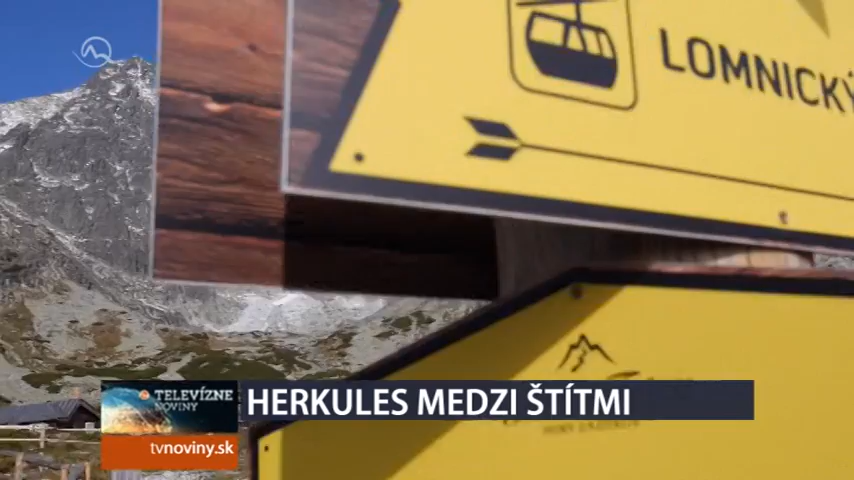 LOMNICKÝ
TELEVÍZNE
NOVINY
HERKULES MEDZI ŠTÍTMI
tvnoviny.sk